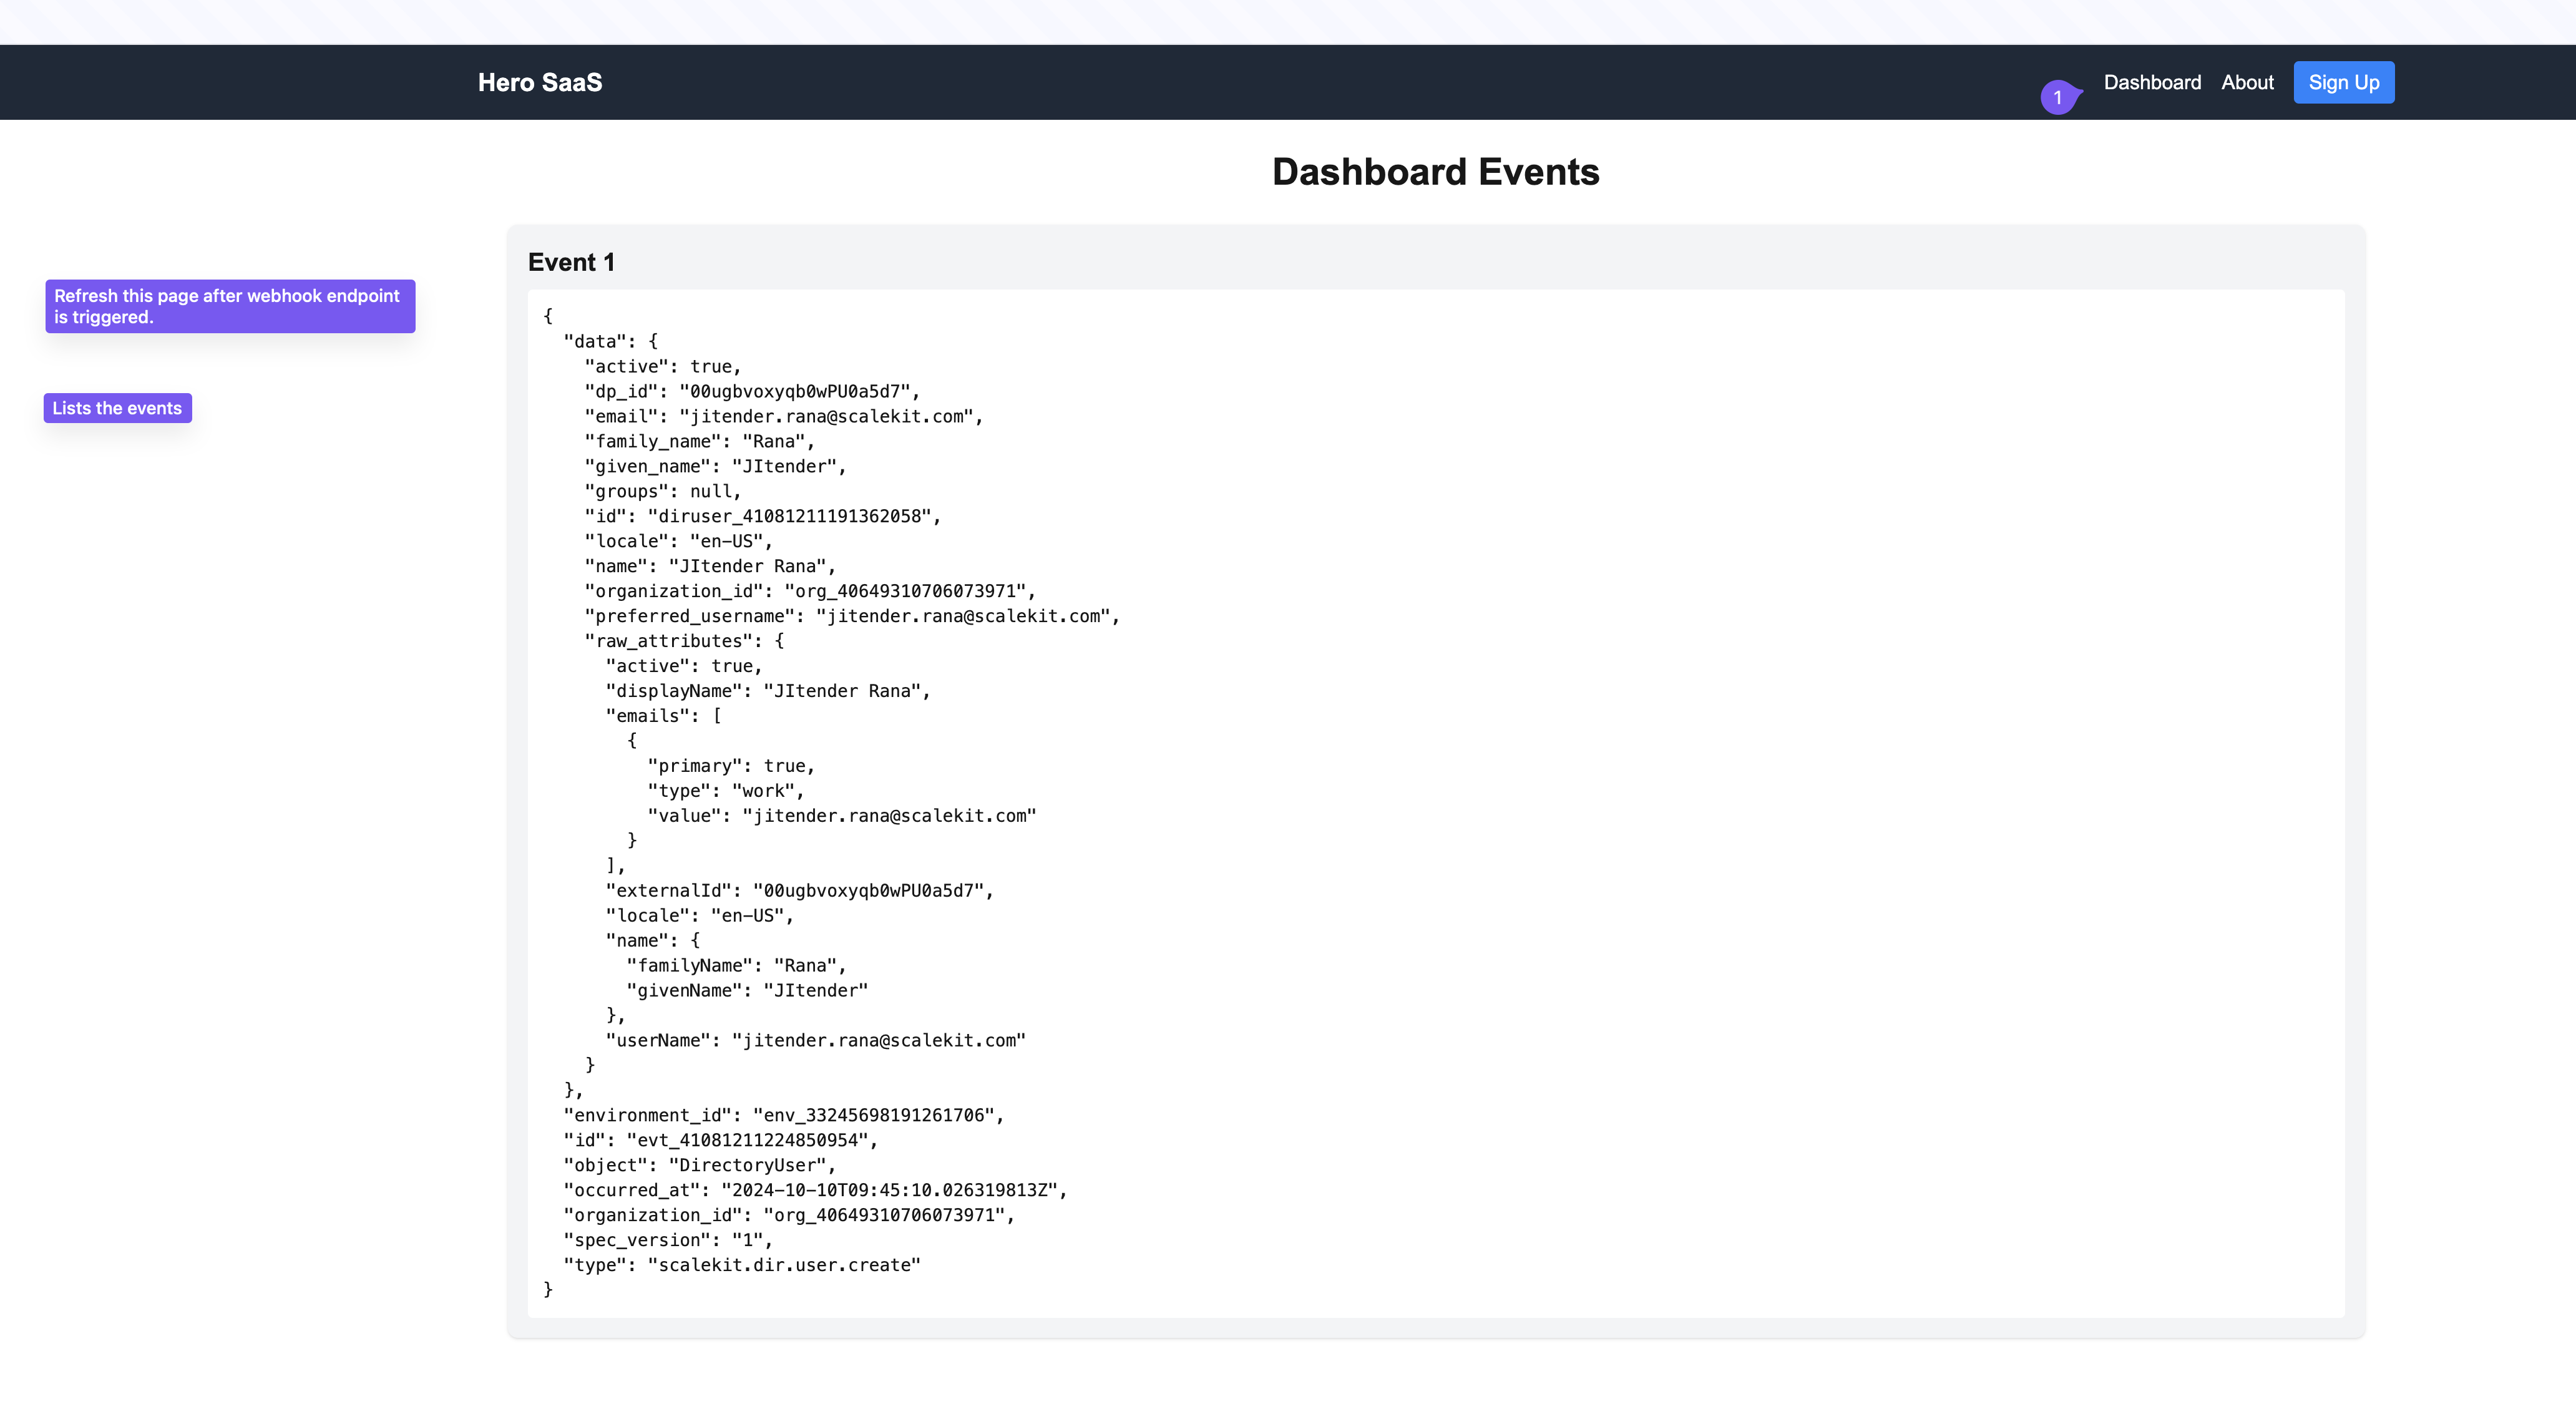 Hero SaaS
1
Dashboard
About
Sign Up
Dashboard Events
Refresh this page after webhook endpoint
is triggered.
Lists the events
Event 1
{
  "data": {
    "active": true,
    "dp_id": "00ugbvoxyqb0wPU0a5d7",
    "email": "jitender.rana@scalekit.com",
    "family_name": "Rana",
    "given_name": "JItender",
    "groups": null,
    "id": "diruser_41081211191362058",
    "locale": "en-US",
    "name": "JItender Rana",
    "organization_id": "org_40649310706073971",
    "preferred_username": "jitender.rana@scalekit.com",
    "raw_attributes": {
      "active": true,
      "displayName": "JItender Rana",
      "emails": [
        {
          "primary": true,
          "type": "work",
          "value": "jitender.rana@scalekit.com"
        }
      ],
      "externalId": "00ugbvoxyqb0wPU0a5d7",
      "locale": "en-US",
      "name": {
        "familyName": "Rana",
        "givenName": "JItender"
      },
      "userName": "jitender.rana@scalekit.com"
    }
  },
  "environment_id": "env_33245698191261706",
  "id": "evt_41081211224850954",
  "object": "DirectoryUser",
  "occurred_at": "2024-10-10T09:45:10.026319813Z",
  "organization_id": "org_40649310706073971",
  "spec_version": "1",
  "type": "scalekit.dir.user.create"
}